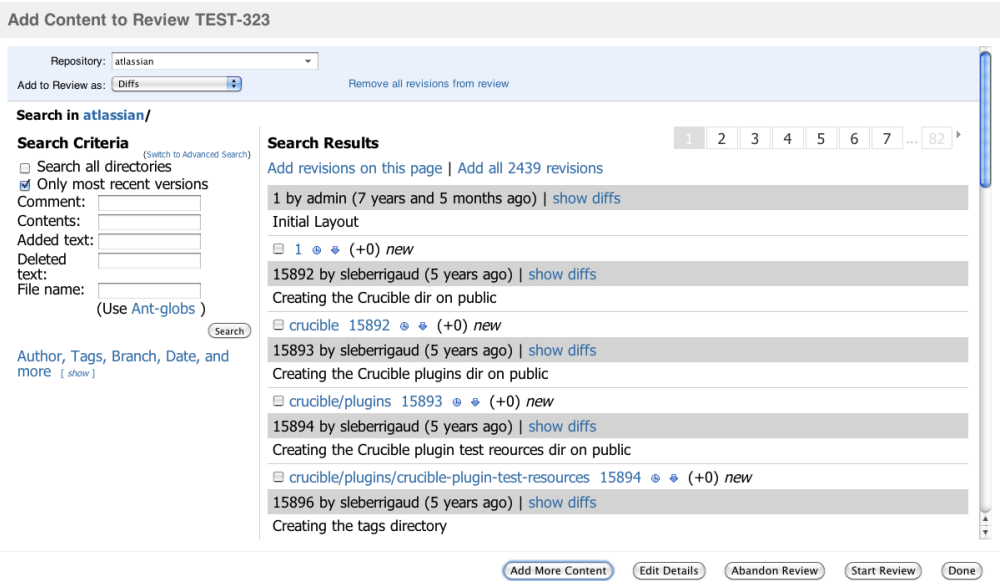 Add Content to Review TEST-323
Repository: atlassian
Add to Review as: Diffs
Remove all revisions from review
Search in atlassian/
Search Criteria
(Switch to Advanced Search)
Search all directories
Only most recent versions
Comment:
Contents:
Added text:
Deleted
text:
File name:
(Use Ant-globs )
Search
Author, Tags, Branch, Date, and
more [ show ]
Search Results
1 2 3 4 5 6 7 ... 82
Add revisions on this page | Add all 2439 revisions
1 by admin (7 years and 5 months ago) | show diffs
Initial Layout
1 (+0) new
15892 by sleberrigaud (5 years ago) | show diffs
Creating the Crucible dir on public
crucible 15892 (+0) new
15893 by sleberrigaud (5 years ago) | show diffs
Creating the Crucible plugins dir on public
crucible/plugins 15893 (+0) new
15894 by sleberrigaud (5 years ago) | show diffs
Creating the Crucible plugin test reources dir on public
crucible/plugins/crucible-plugin-test-resources 15894 (+0) new
15896 by sleberrigaud (5 years ago) | show diffs
Creating the tags directory
Add More Content Edit Details Abandon Review Start Review Done